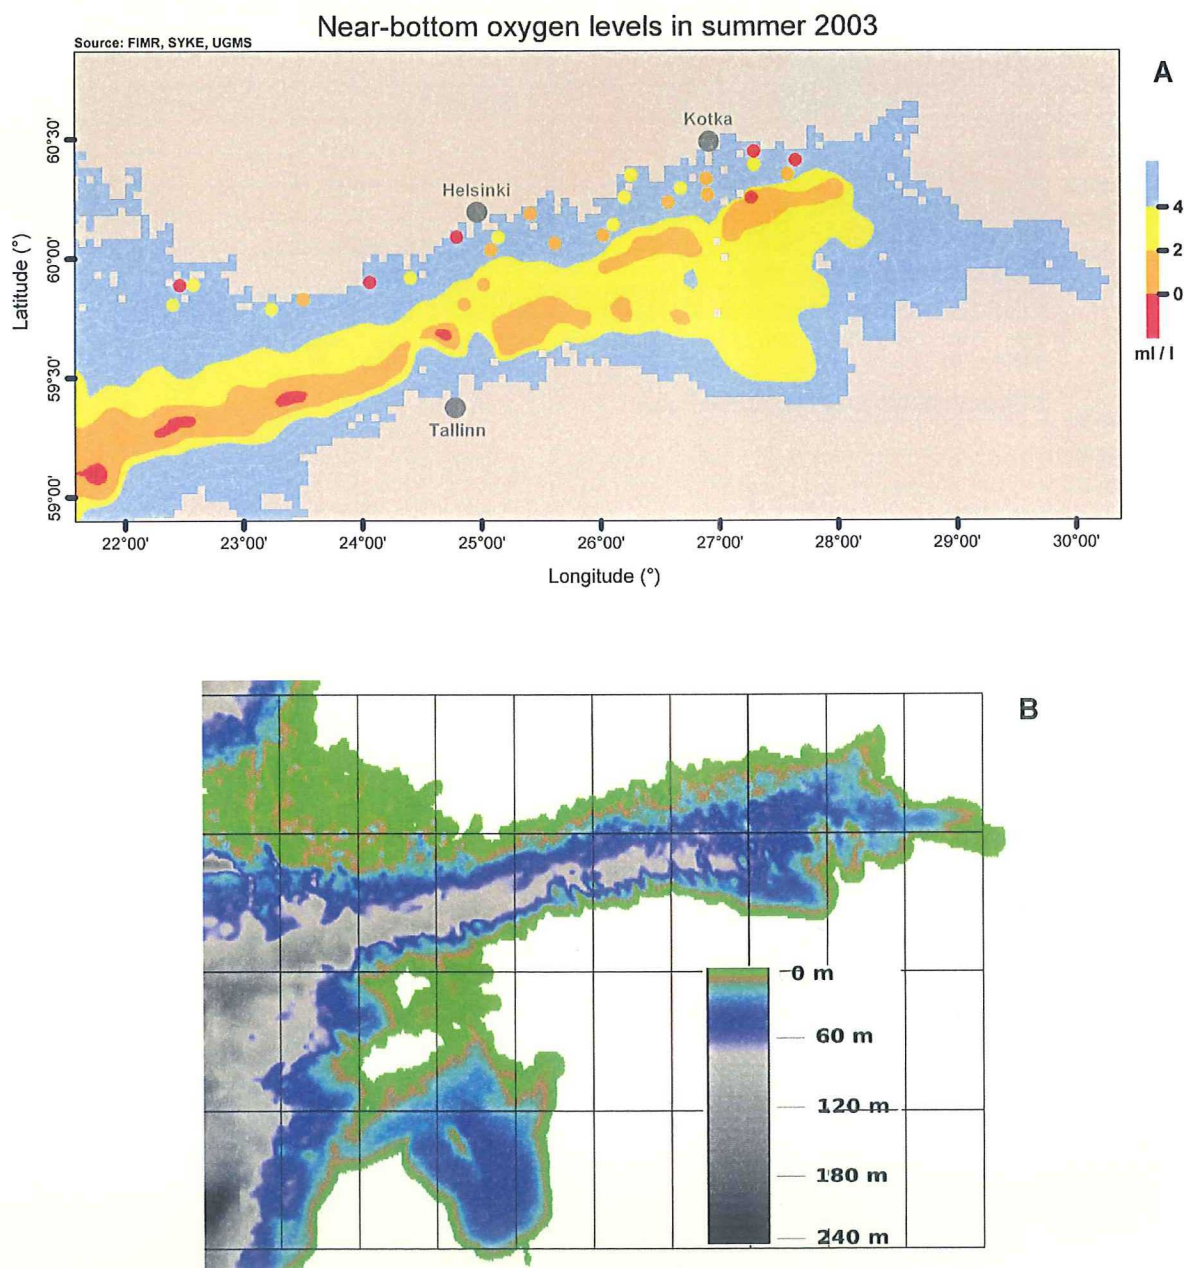 Near-bottom oxygen levels in summer 2003
Source: FIMR, SYKE, UGMS
A
Kotka
Helsinki
Tallinn
60°30'
60°00'
59°30'
59°00'
Latitude (°)
22°00' 23°00' 24°00' 25°00' 26°00' 27°00' 28°00' 29°00' 30°00'
Longitude (°)
4
2
0
ml / l
B
0 m
60 m
120 m
180 m
240 m